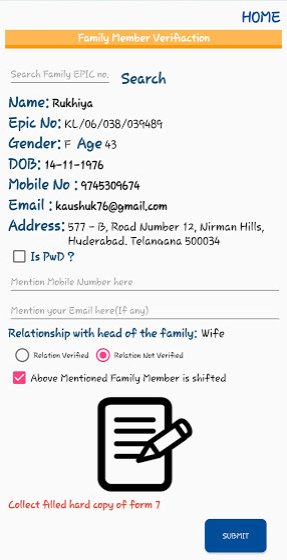 HOME
Family Member Verifiaction
Search Family EPIC no.
Search
Name: Rukhiya
Epic No: KL/06/038/039489
Gender: F Age 43
DOB: 14-11-1976
Mobile No : 9745309674
Email : kaushuk76@gmail.com
Address: 577 - B, Road Number 12, Nirman Hills,
Hyderabad, Telangana 500034
Is PwD ?
Mention Mobile Number here
Mention your Email here(If any)
Relationship with head of the family: Wife
Relation Verified Relation Not Verified
Above Mentioned Family Member is shifted
Collect filled hard copy of form 7
SUBMIT